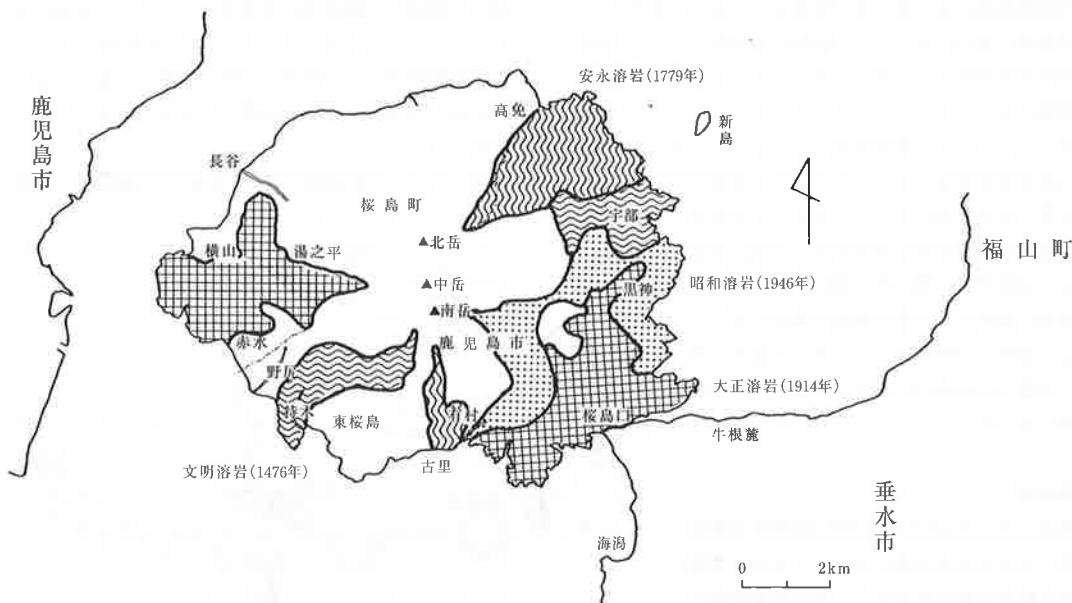 安永溶岩(1779年)
鹿児島市
高免
新島
長谷
桜島町
宇部
横山
湯之平
北岳
福山町
中岳
黒神
昭和溶岩(1946年)
南岳
赤水
鹿児島市
野尻
大正溶岩(1914年)
持木
東桜島
有村
桜島口
牛根麓
文明溶岩(1476年)
古里
垂水市
海潟
0 2km